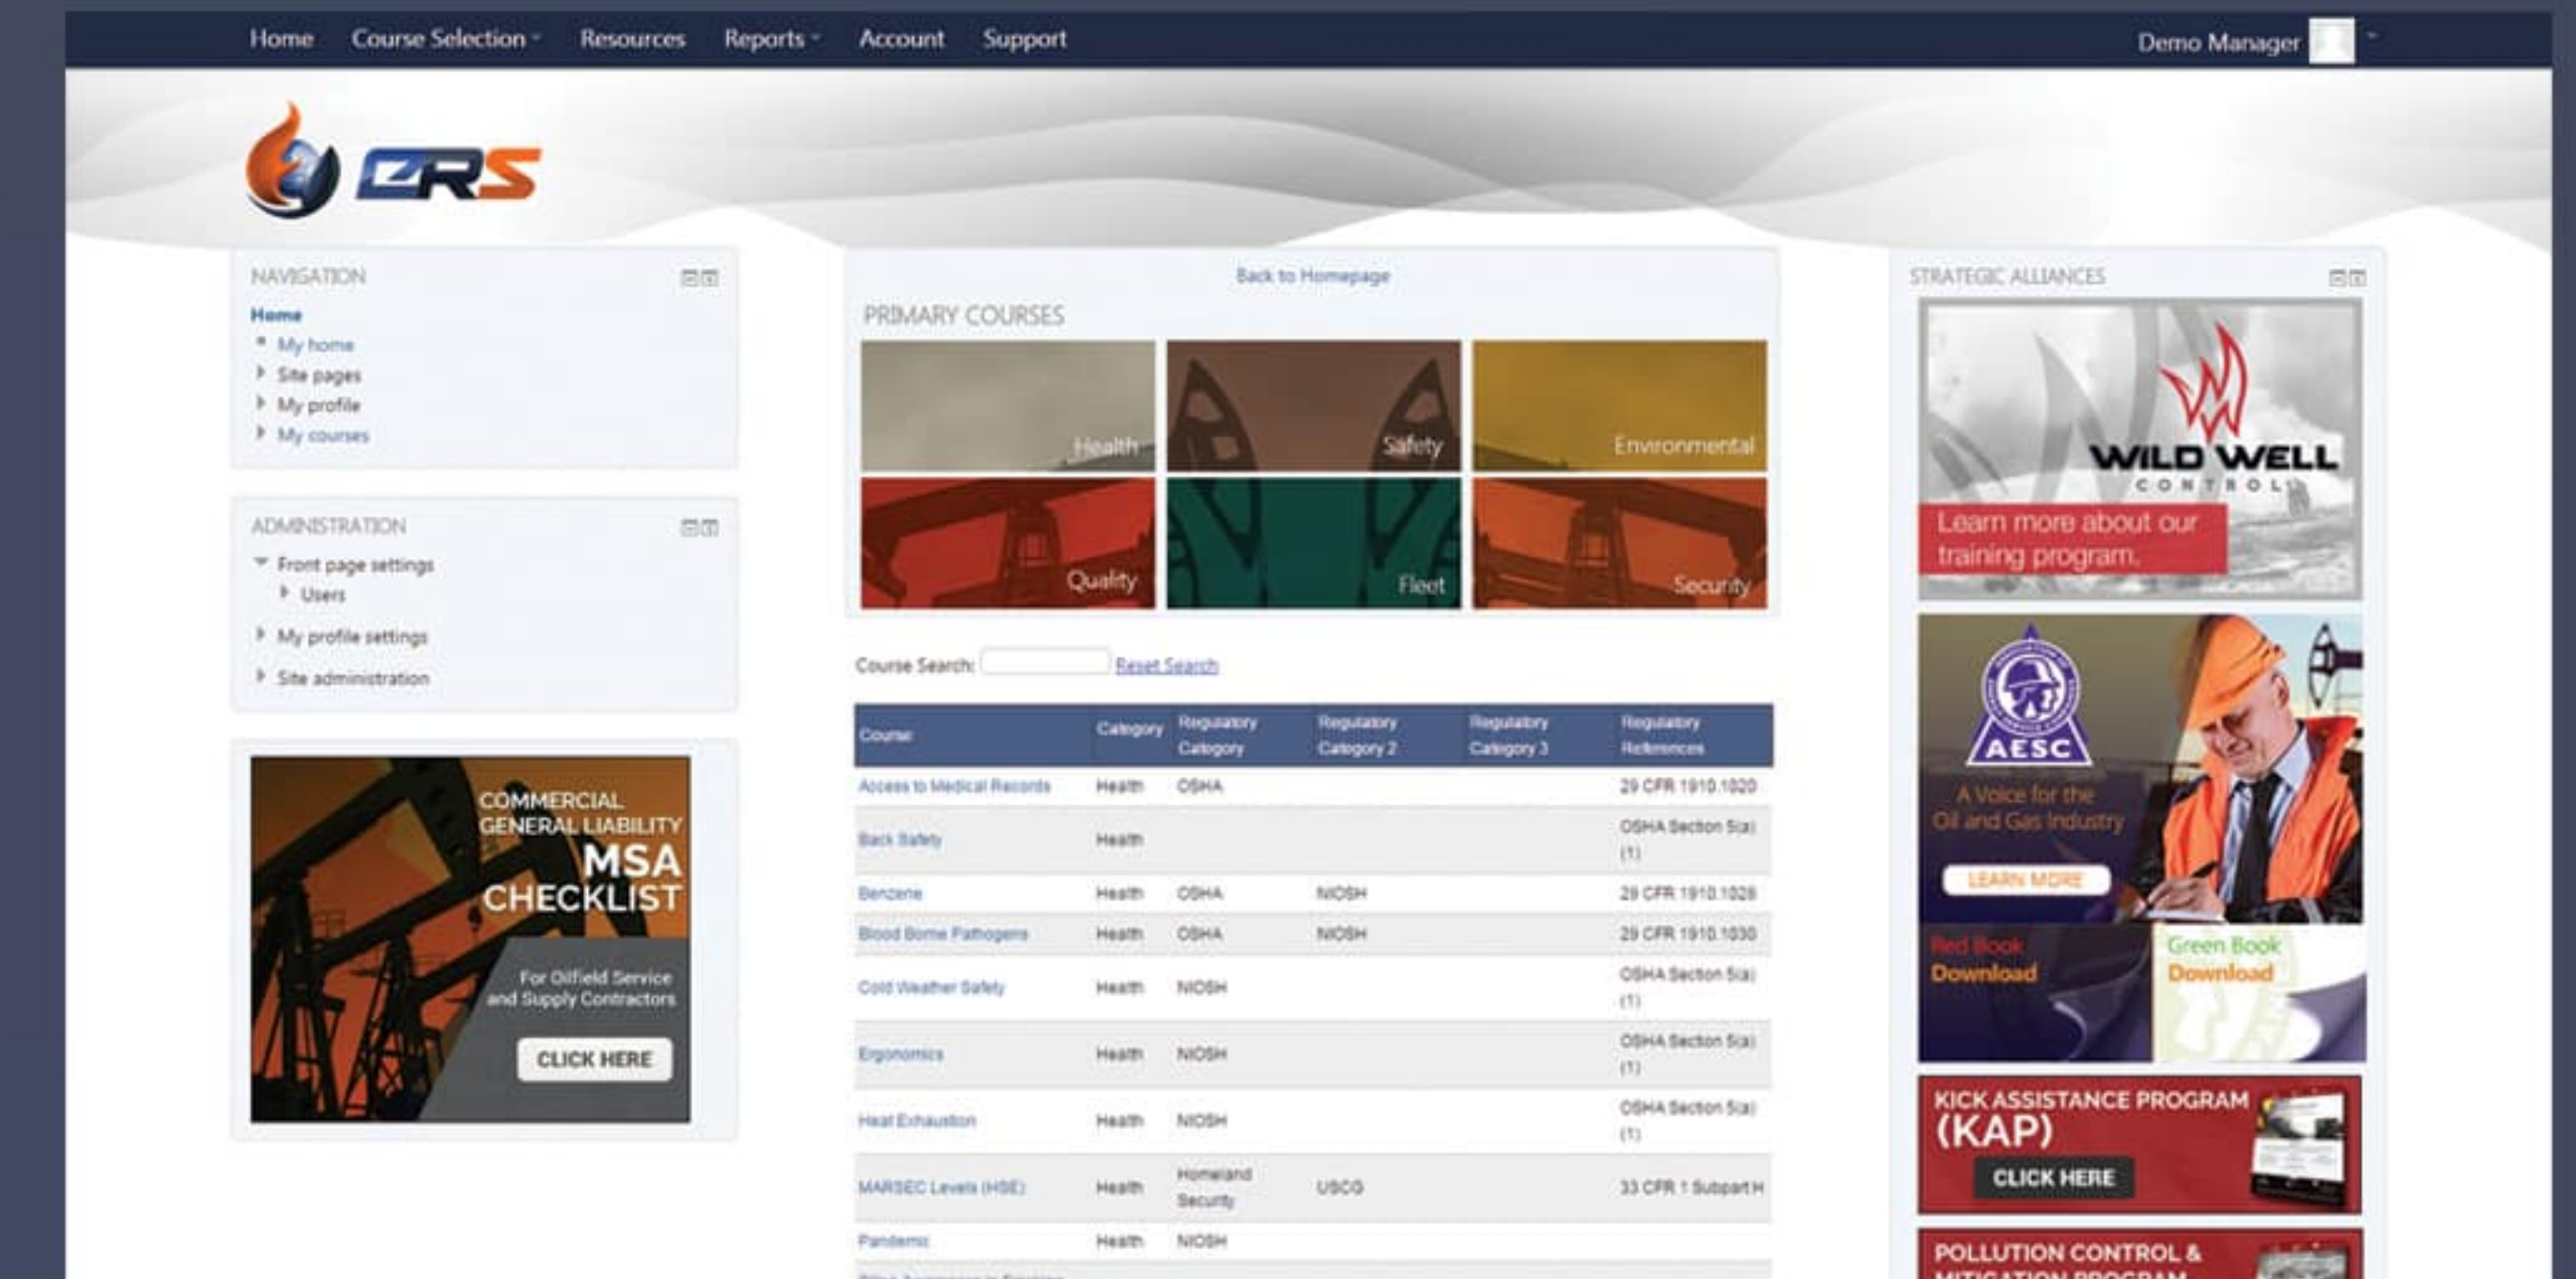 Home Course Selection Resources Reports Account Support
Demo Manager
eRS
NAVIGATION
Home
My home
Site pages
My profile
My courses
ADMINISTRATION
Front page settings
Users
My profile settings
Site administration
COMMERCIAL
GENERAL LIABILITY
MSA
CHECKLIST
For Oilfield Service
and Supply Contractors
CLICK HERE
Back to Homepage
PRIMARY COURSES
Health
Safety
Environmental
Quality
Fleet
Security
Course Search:
Reset Search
Course Category Regulatory Category Regulatory Category 2 Regulatory Category 3 Regulatory References
Access to Medical Records Health OSHA 29 CFR 1910.1020
Back Safety Health OSHA Section 5(a)
(1)
Benzene Health OSHA NIOSH 29 CFR 1910.1028
Blood Borne Pathogens Health OSHA NIOSH 29 CFR 1910.1030
Cold Weather Safety Health NIOSH OSHA Section 5(a)
(1)
Ergonomics Health NIOSH OSHA Section 5(a)
(1)
Heat Exhaustion Health NIOSH OSHA Section 5(a)
(1)
MARSEC Levels (HSE) Health Homeland Security USCG 33 CFR 1 Subpart H
Pandemic Health NIOSH
STRATEGIC ALLIANCES
WILD WELL
CONTROL
Learn more about our
training program.
AESC
A Voice for the
Oil and Gas Industry
LEARN MORE
Red Book
Download
Green Book
Download
KICK ASSISTANCE PROGRAM
(KAP)
CLICK HERE
POLLUTION CONTROL &
MITIGATION PROGRAM